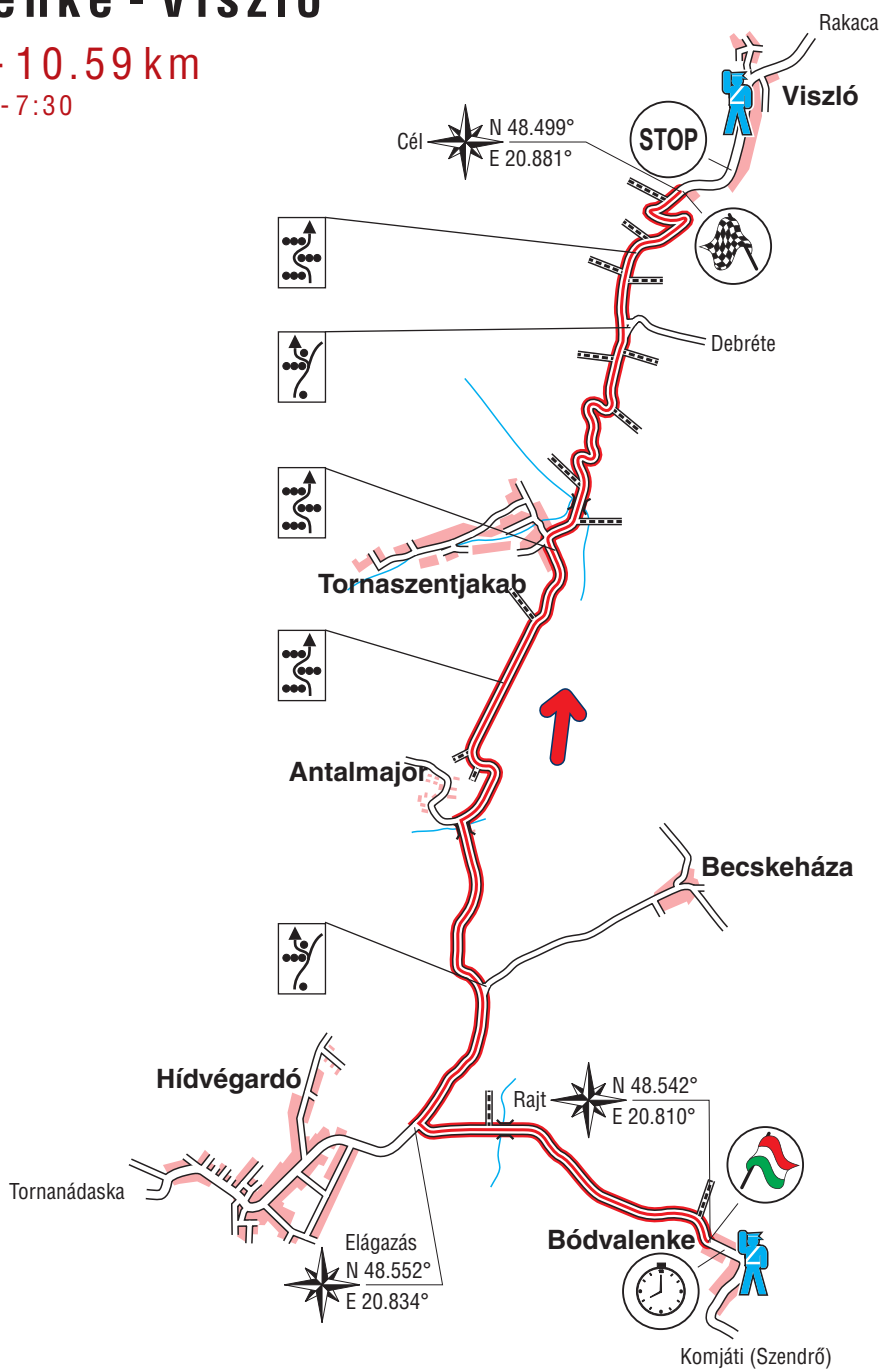 Viszló
10.59 km
- 7:30
Rakaca
Viszló
Cél
N 48.499°
E 20.881°
STOP
Debréte
Tornaszentjakab
Antalmajor
Becskeháza
Hídvégardó
Rajt
N 48.542°
E 20.810°
Tornanádaska
Elágazás
N 48.552°
E 20.834°
Bódvalenke
Komjáti (Szendrő)